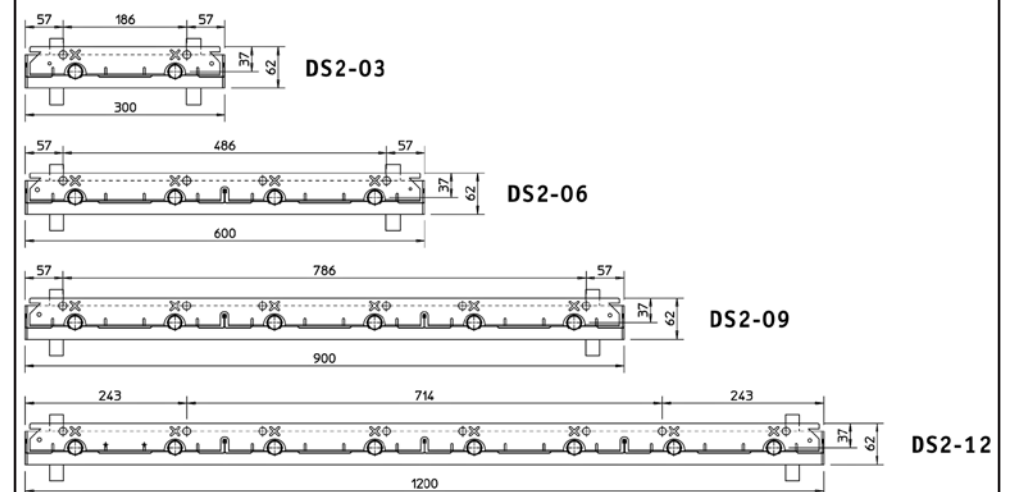 57 186 57
37 62 DS2-03
300
57 486 57
37 62 DS2-06
600
57 786 57
37 62 DS2-09
900
243 714 243
37 62 DS2-12
1200